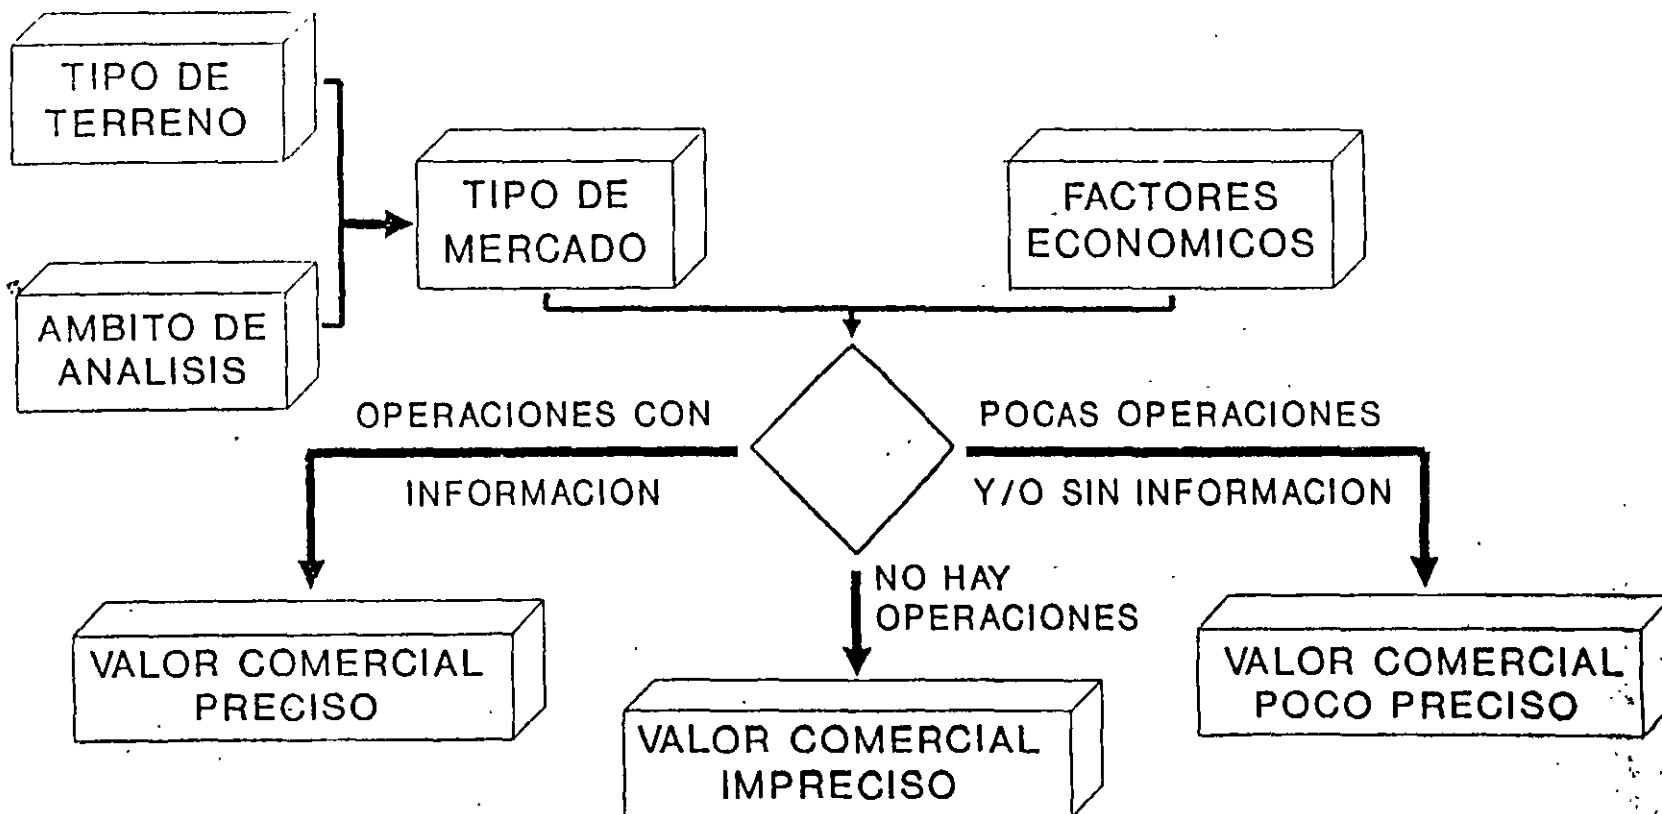 TIPO DE
TERRENO
TIPO DE
MERCADO
FACTORES
ECONOMICOS
AMBITO DE
ANALISIS
OPERACIONES CON
INFORMACION
POCAS OPERACIONES
Y/O SIN INFORMACION
NO HAY
OPERACIONES
VALOR COMERCIAL
PRECISO
VALOR COMERCIAL
IMPRECISO
VALOR COMERCIAL
POCO PRECISO